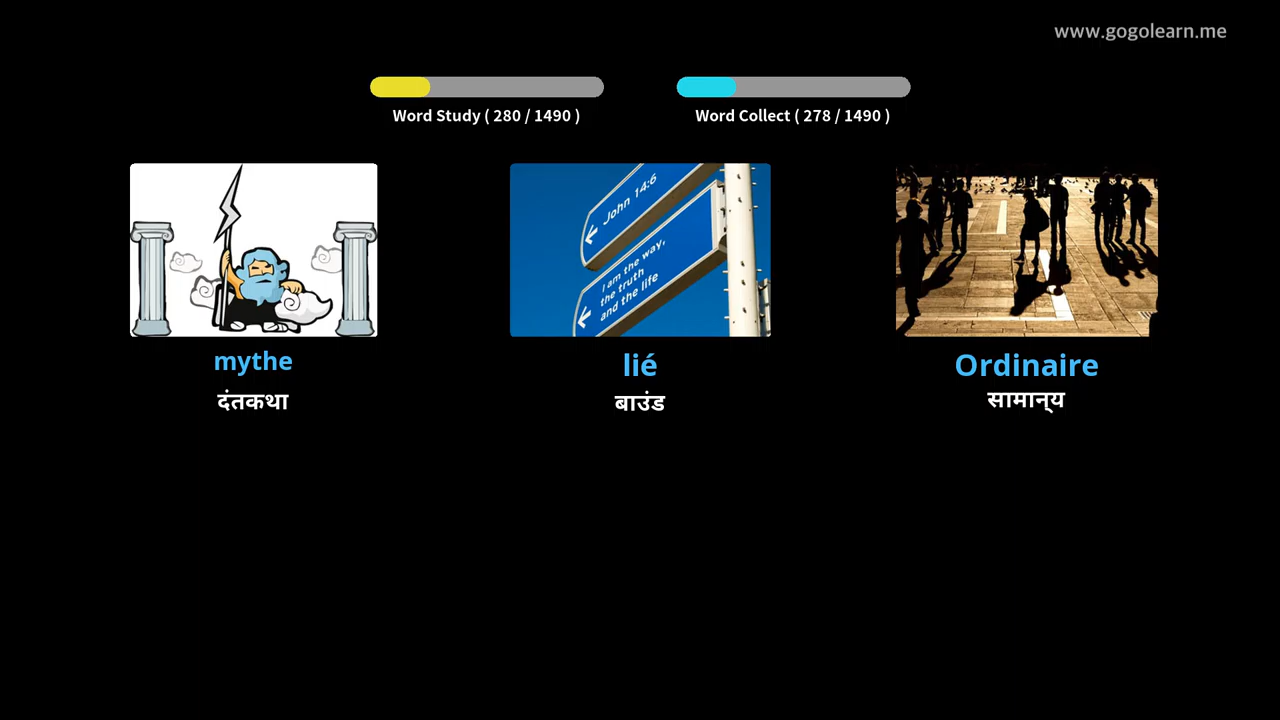 www.gogolearn.me
Word Study ( 280 / 1490 )
Word Collect ( 278 / 1490 )
John 14:6
I am the way,
the truth
and the life
mythe
lié
Ordinaire
दंतकथा
बाउंड
सामान्य